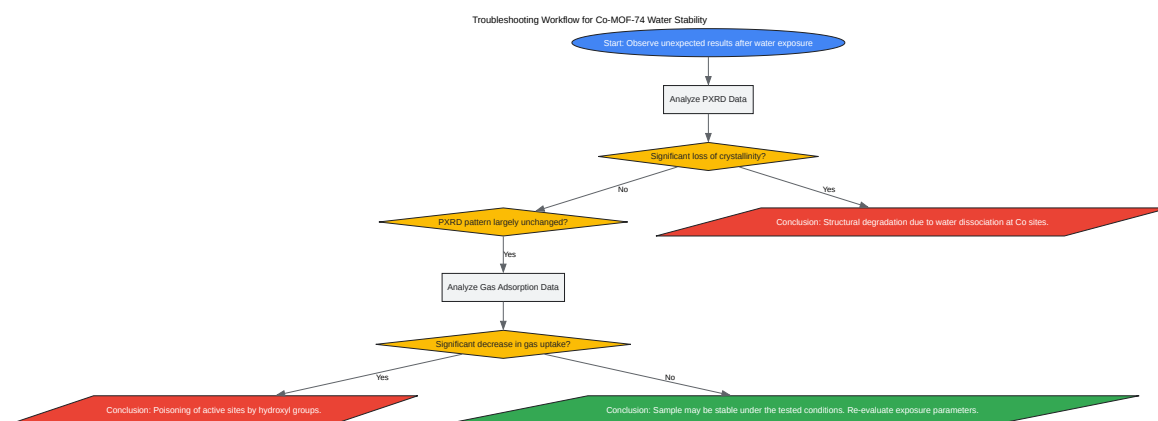 Troubleshooting Workflow for Co-MOF-74 Water Stability
Start: Observe unexpected results after water exposure
Analyze PXRD Data
Significant loss of crystallinity?
No
Yes
PXRD pattern largely unchanged?
Conclusion: Structural degradation due to water dissociation at Co sites.
Yes
Analyze Gas Adsorption Data
Significant decrease in gas uptake?
Yes
No
Conclusion: Poisoning of active sites by hydroxyl groups.
Conclusion: Sample may be stable under the tested conditions. Re-evaluate exposure parameters.